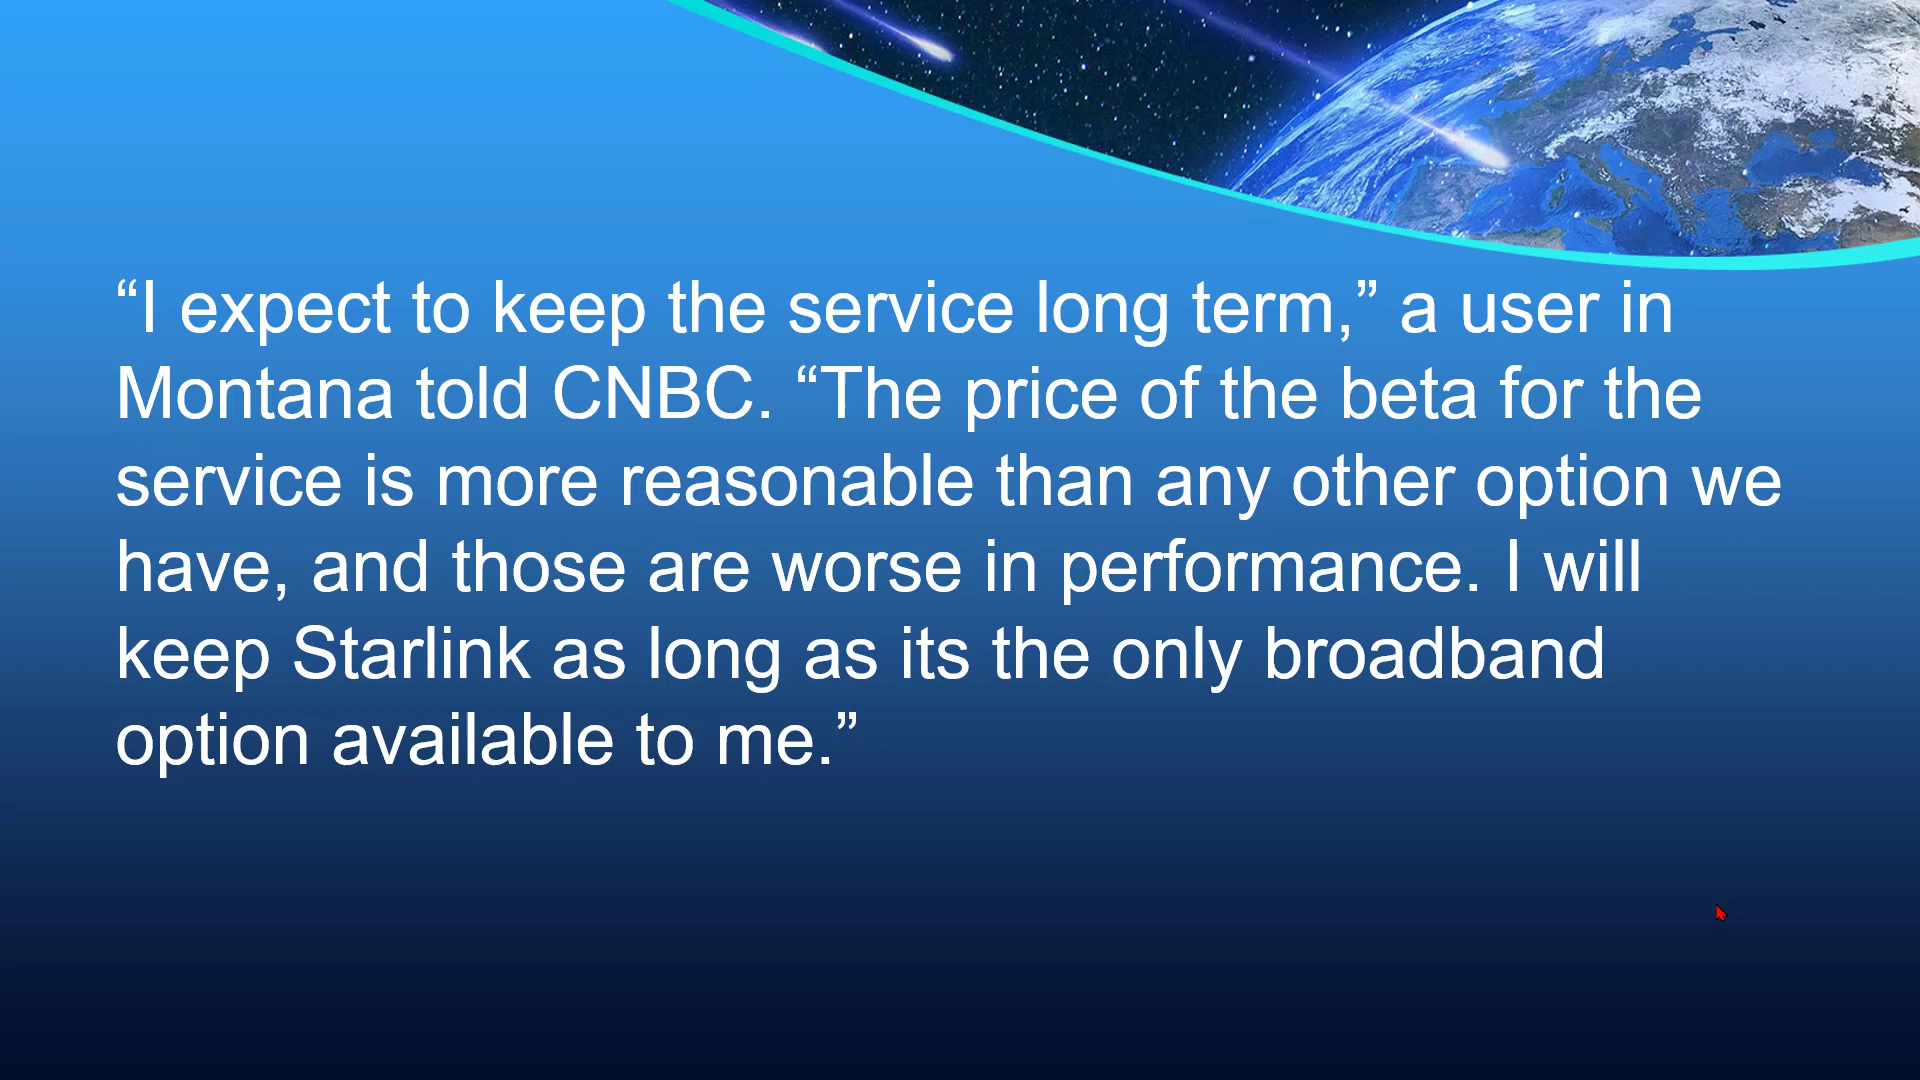 “I expect to keep the service long term,” a user in
Montana told CNBC. “The price of the beta for the
service is more reasonable than any other option we
have, and those are worse in performance. I will
keep Starlink as long as its the only broadband
option available to me.”